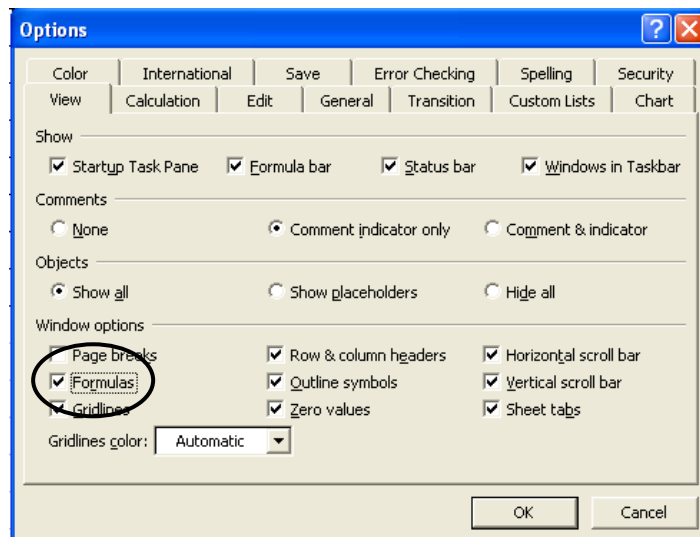 Options
Color International Save Error Checking Spelling Security
View Calculation Edit General Transition Custom Lists Chart
Show
Startup Task Pane Formula bar Status bar Windows in Taskbar
Comments
None Comment indicator only Comment & indicator
Objects
Show all Show placeholders Hide all
Window options
Page breaks Row & column headers Horizontal scroll bar
Formulas Outline symbols Vertical scroll bar
Gridlines Zero values Sheet tabs
Gridlines color: Automatic
OK Cancel